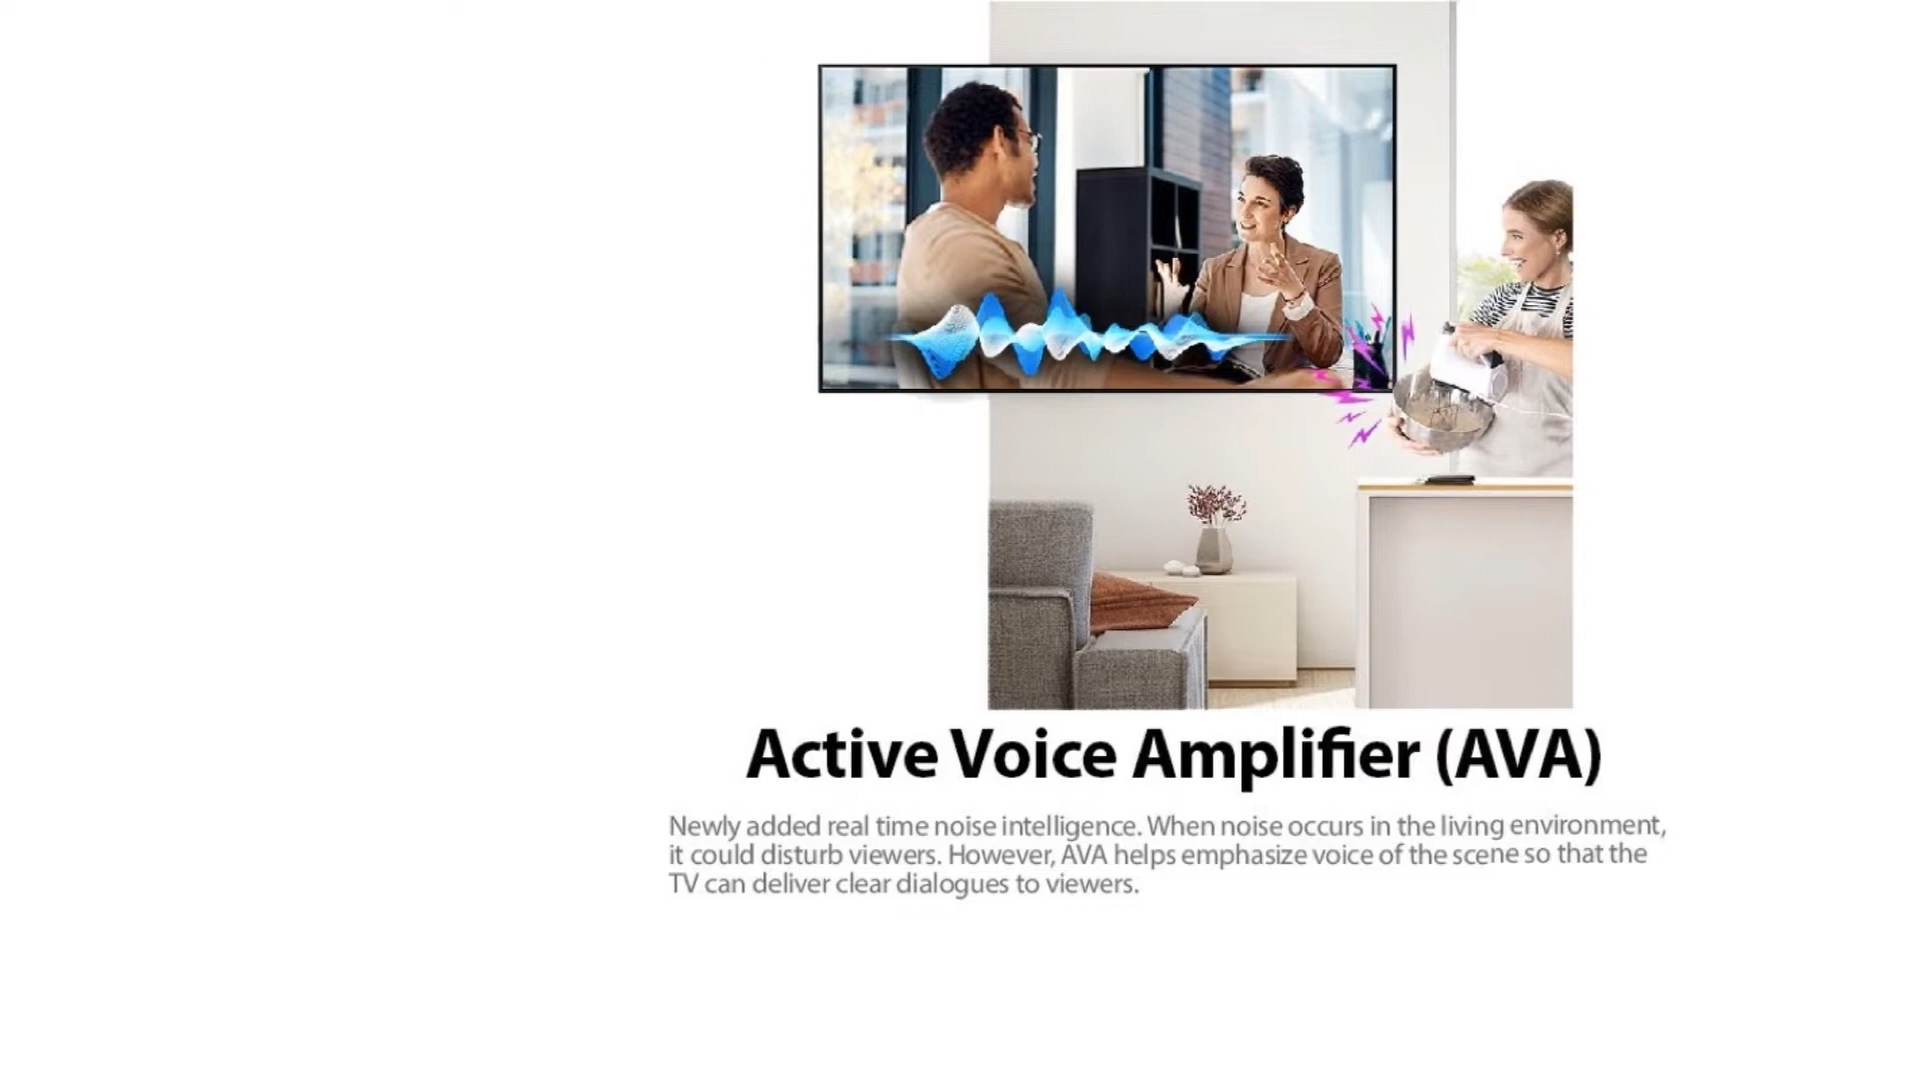 Active Voice Amplifier (AVA)
Newly added real time noise intelligence. When noise occurs in the living environment,
it could disturb viewers. However, AVA helps emphasize voice of the scene so that the
TV can deliver clear dialogues to viewers.